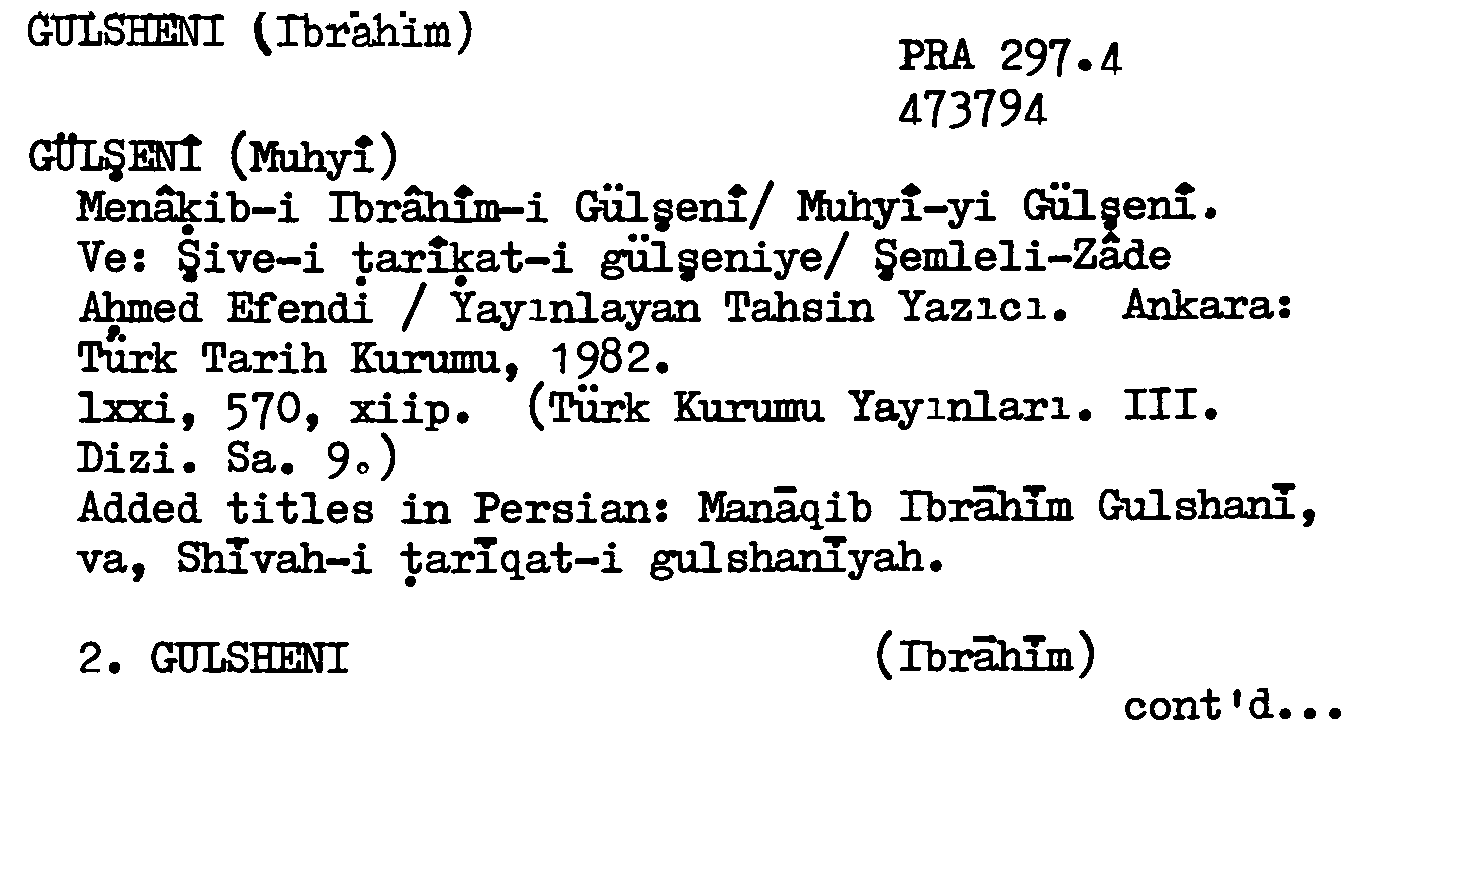 GULSHENI (Ibrāhīm)
PRA 297.4
473794
GÜLŞENÎ (Muhyî)
Menâḳib-i Ibrâhîm-i Gülşenî/ Muhyî-yi Gülşenî.
Ve: Şive-i ṭarîḳat-i gülşeniye/ Şemleli-Zâde
Aḥmed Efendi / Yayınlayan Tahsin Yazıcı. Ankara:
Türk Tarih Kurumu, 1982.
lxxi, 570, xiip. (Türk Kurumu Yayınları. III.
Dizi. Sa. 9.)
Added titles in Persian: Manāqib Ibrāhīm Gulshanī,
va, Shīvah-i ṭarīqat-i gulshanīyah.
2. GULSHENI (Ibrāhīm)
cont'd...